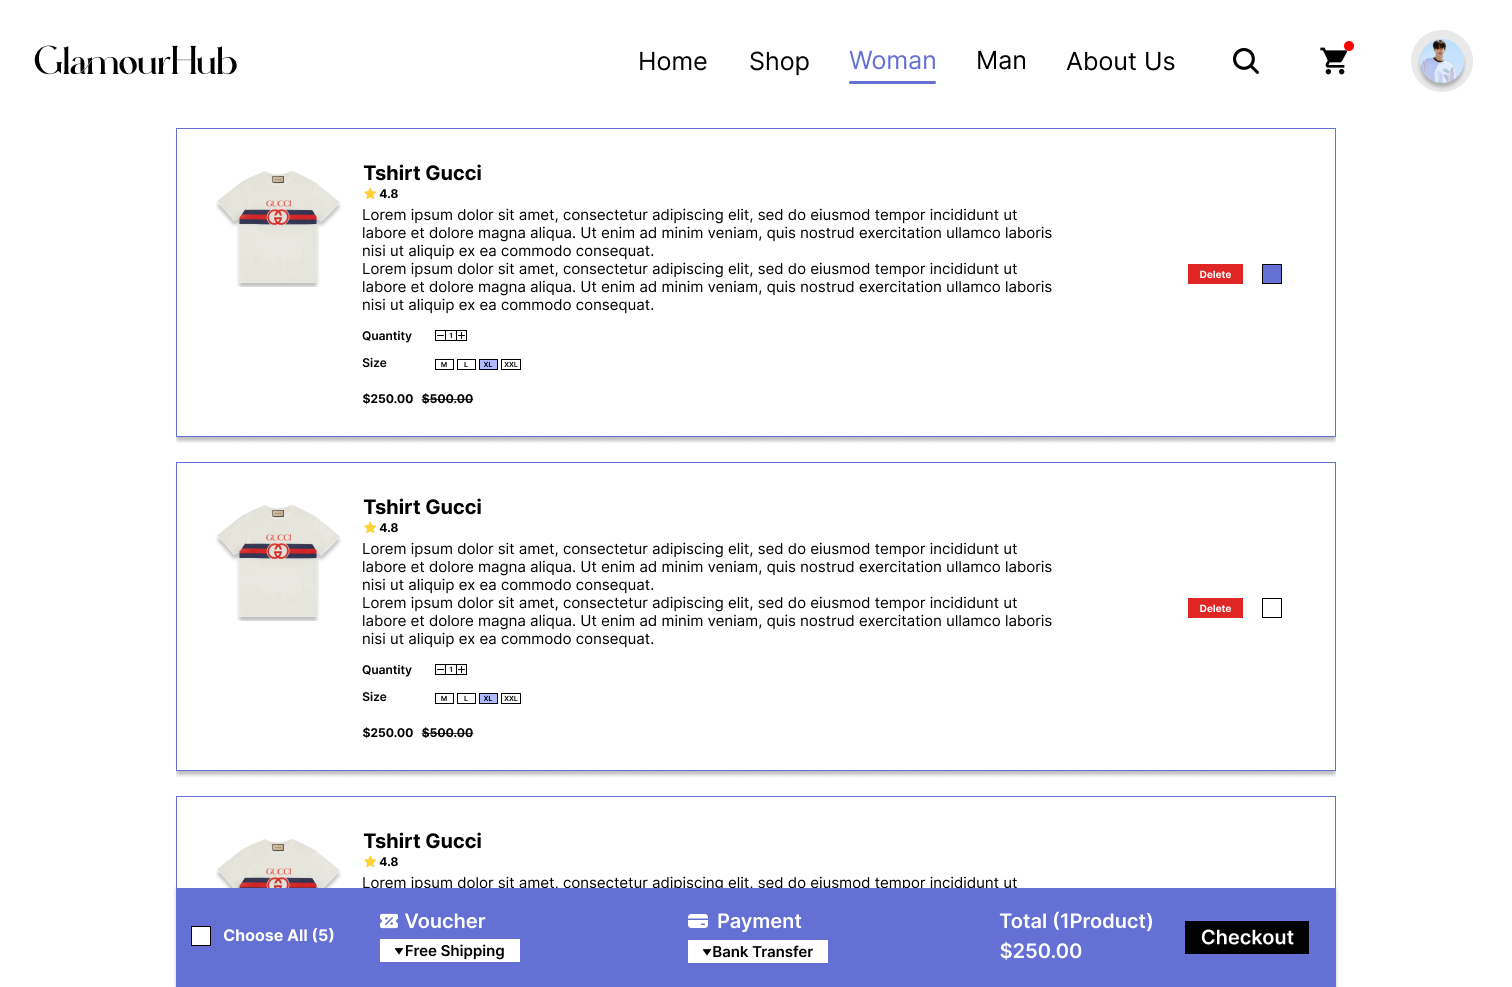 GlamourHub
Home
Shop
Woman
Man
About Us
GUCCI
Tshirt Gucci
4.8
Lorem ipsum dolor sit amet, consectetur adipiscing elit, sed do eiusmod tempor incididunt ut
labore et dolore magna aliqua. Ut enim ad minim veniam, quis nostrud exercitation ullamco laboris
nisi ut aliquip ex ea commodo consequat.
Lorem ipsum dolor sit amet, consectetur adipiscing elit, sed do eiusmod tempor incididunt ut
labore et dolore magna aliqua. Ut enim ad minim veniam, quis nostrud exercitation ullamco laboris
nisi ut aliquip ex ea commodo consequat.
Delete
Quantity
1
Size
M L XL XXL
$250.00 $500.00
GUCCI
Tshirt Gucci
4.8
Lorem ipsum dolor sit amet, consectetur adipiscing elit, sed do eiusmod tempor incididunt ut
labore et dolore magna aliqua. Ut enim ad minim veniam, quis nostrud exercitation ullamco laboris
nisi ut aliquip ex ea commodo consequat.
Lorem ipsum dolor sit amet, consectetur adipiscing elit, sed do eiusmod tempor incididunt ut
labore et dolore magna aliqua. Ut enim ad minim veniam, quis nostrud exercitation ullamco laboris
nisi ut aliquip ex ea commodo consequat.
Delete
Quantity
1
Size
M L XL XXL
$250.00 $500.00
GUCCI
Tshirt Gucci
4.8
Lorem ipsum dolor sit amet, consectetur adipiscing elit, sed do eiusmod tempor incididunt ut
Choose All (5)
Voucher
Free Shipping
Payment
Bank Transfer
Total (1Product)
$250.00
Checkout